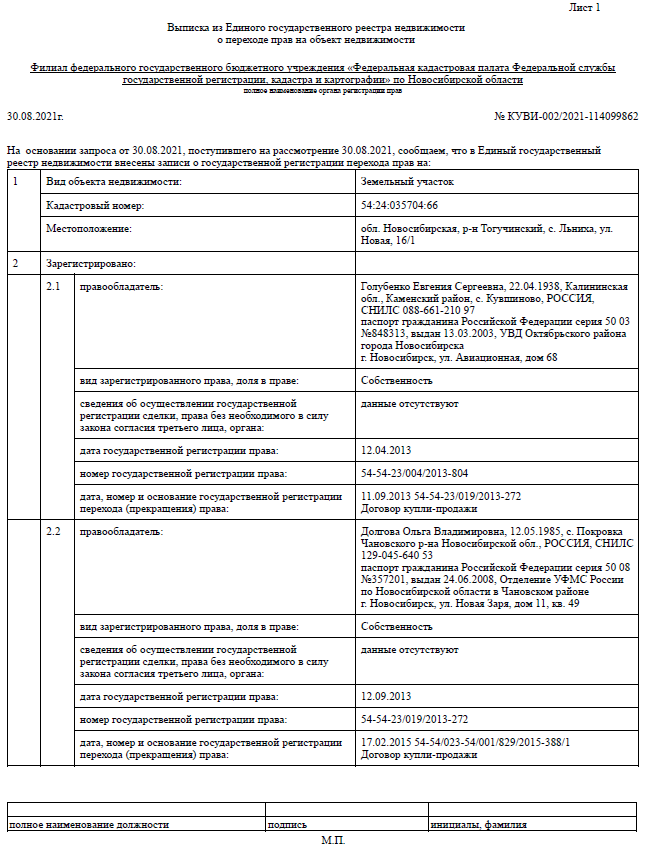 Лист 1
Выписка из Единого государственного реестра недвижимости
о переходе прав на объект недвижимости
Филиал федерального государственного бюджетного учреждения «Федеральная кадастровая палата Федеральной службы
государственной регистрации, кадастра и картографии» по Новосибирской области
полное наименование органа регистрации прав
30.08.2021г.
№ КУВИ-002/2021-114099862
На основании запроса от 30.08.2021, поступившего на рассмотрение 30.08.2021, сообщаем, что в Единый государственный
реестр недвижимости внесены записи о государственной регистрации перехода прав на:
1 Вид объекта недвижимости: Земельный участок
Кадастровый номер: 54:24:035704:66
Местоположение: обл. Новосибирская, р-н Тогучинский, с. Льниха, ул.
Новая, 16/1
2 Зарегистрировано:
2.1 правообладатель: Голубенко Евгения Сергеевна, 22.04.1938, Калининская
обл., Каменский район, с. Кувшиново, РОССИЯ,
СНИЛС 088-661-210 97
паспорт гражданина Российской Федерации серия 50 03
№848313, выдан 13.03.2003, УВД Октябрьского района
города Новосибирска
г. Новосибирск, ул. Авиационная, дом 68
вид зарегистрированного права, доля в праве: Собственность
сведения об осуществлении государственной данные отсутствуют
регистрации сделки, права без необходимого в силу
закона согласия третьего лица, органа:
дата государственной регистрации права: 12.04.2013
номер государственной регистрации права: 54-54-23/004/2013-804
дата, номер и основание государственной регистрации 11.09.2013 54-54-23/019/2013-272
перехода (прекращения) права: Договор купли-продажи
2.2 правообладатель: Долгова Ольга Владимировна, 12.05.1985, с. Покровка
Чановского р-на Новосибирской обл., РОССИЯ, СНИЛС
129-045-640 53
паспорт гражданина Российской Федерации серия 50 08
№357201, выдан 24.06.2008, Отделение УФМС России
по Новосибирской области в Чановском районе
г. Новосибирск, ул. Новая Заря, дом 11, кв. 49
вид зарегистрированного права, доля в праве: Собственность
сведения об осуществлении государственной данные отсутствуют
регистрации сделки, права без необходимого в силу
закона согласия третьего лица, органа:
дата государственной регистрации права: 12.09.2013
номер государственной регистрации права: 54-54-23/019/2013-272
дата, номер и основание государственной регистрации 17.02.2015 54-54/023-54/001/829/2015-388/1
перехода (прекращения) права: Договор купли-продажи
полное наименование должности подпись инициалы, фамилия
М.П.